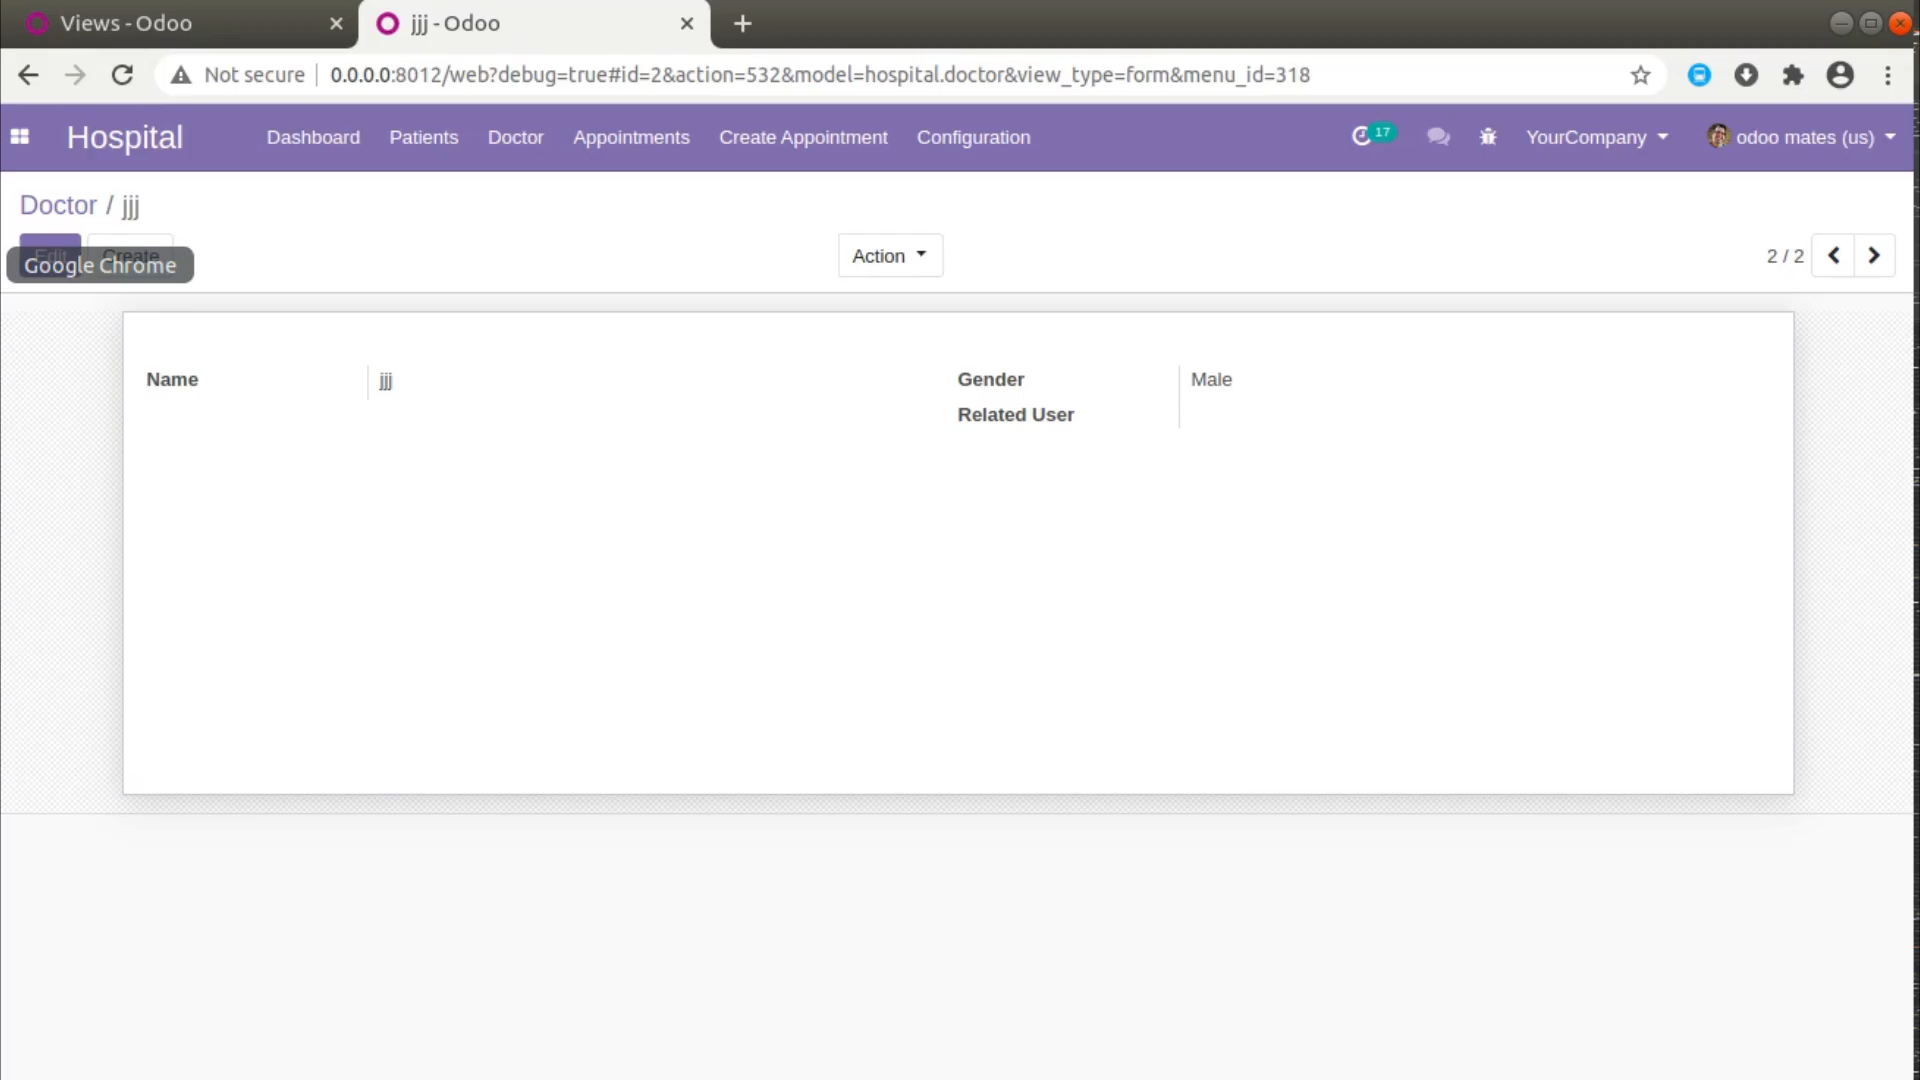 Views - Odoo
jjj - Odoo
Not secure
0.0.0.0:8012/web?debug=true#id=2&action=532&model=hospital.doctor&view_type=form&menu_id=318
Hospital
Dashboard
Patients
Doctor
Appointments
Create Appointment
Configuration
17
YourCompany
odoo mates (us)
Doctor / jjj
Edit
Create
Google Chrome
Action
2 / 2
Name
jjj
Gender
Male
Related User